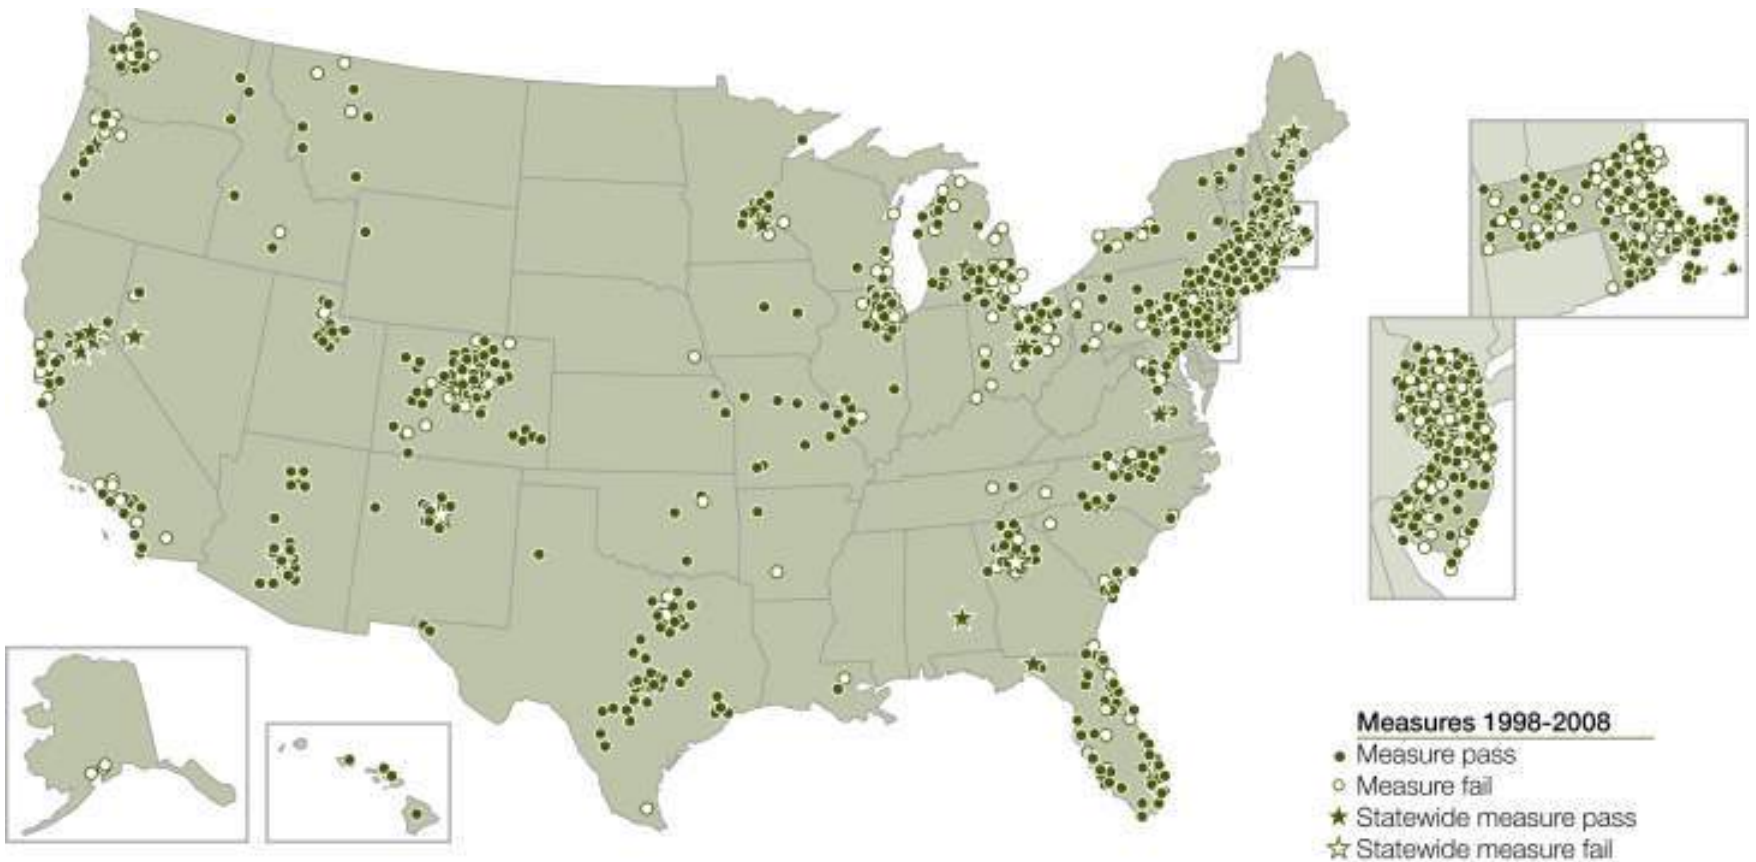 Measures 1998-2008
Measure pass
Measure fail
Statewide measure pass
Statewide measure fail